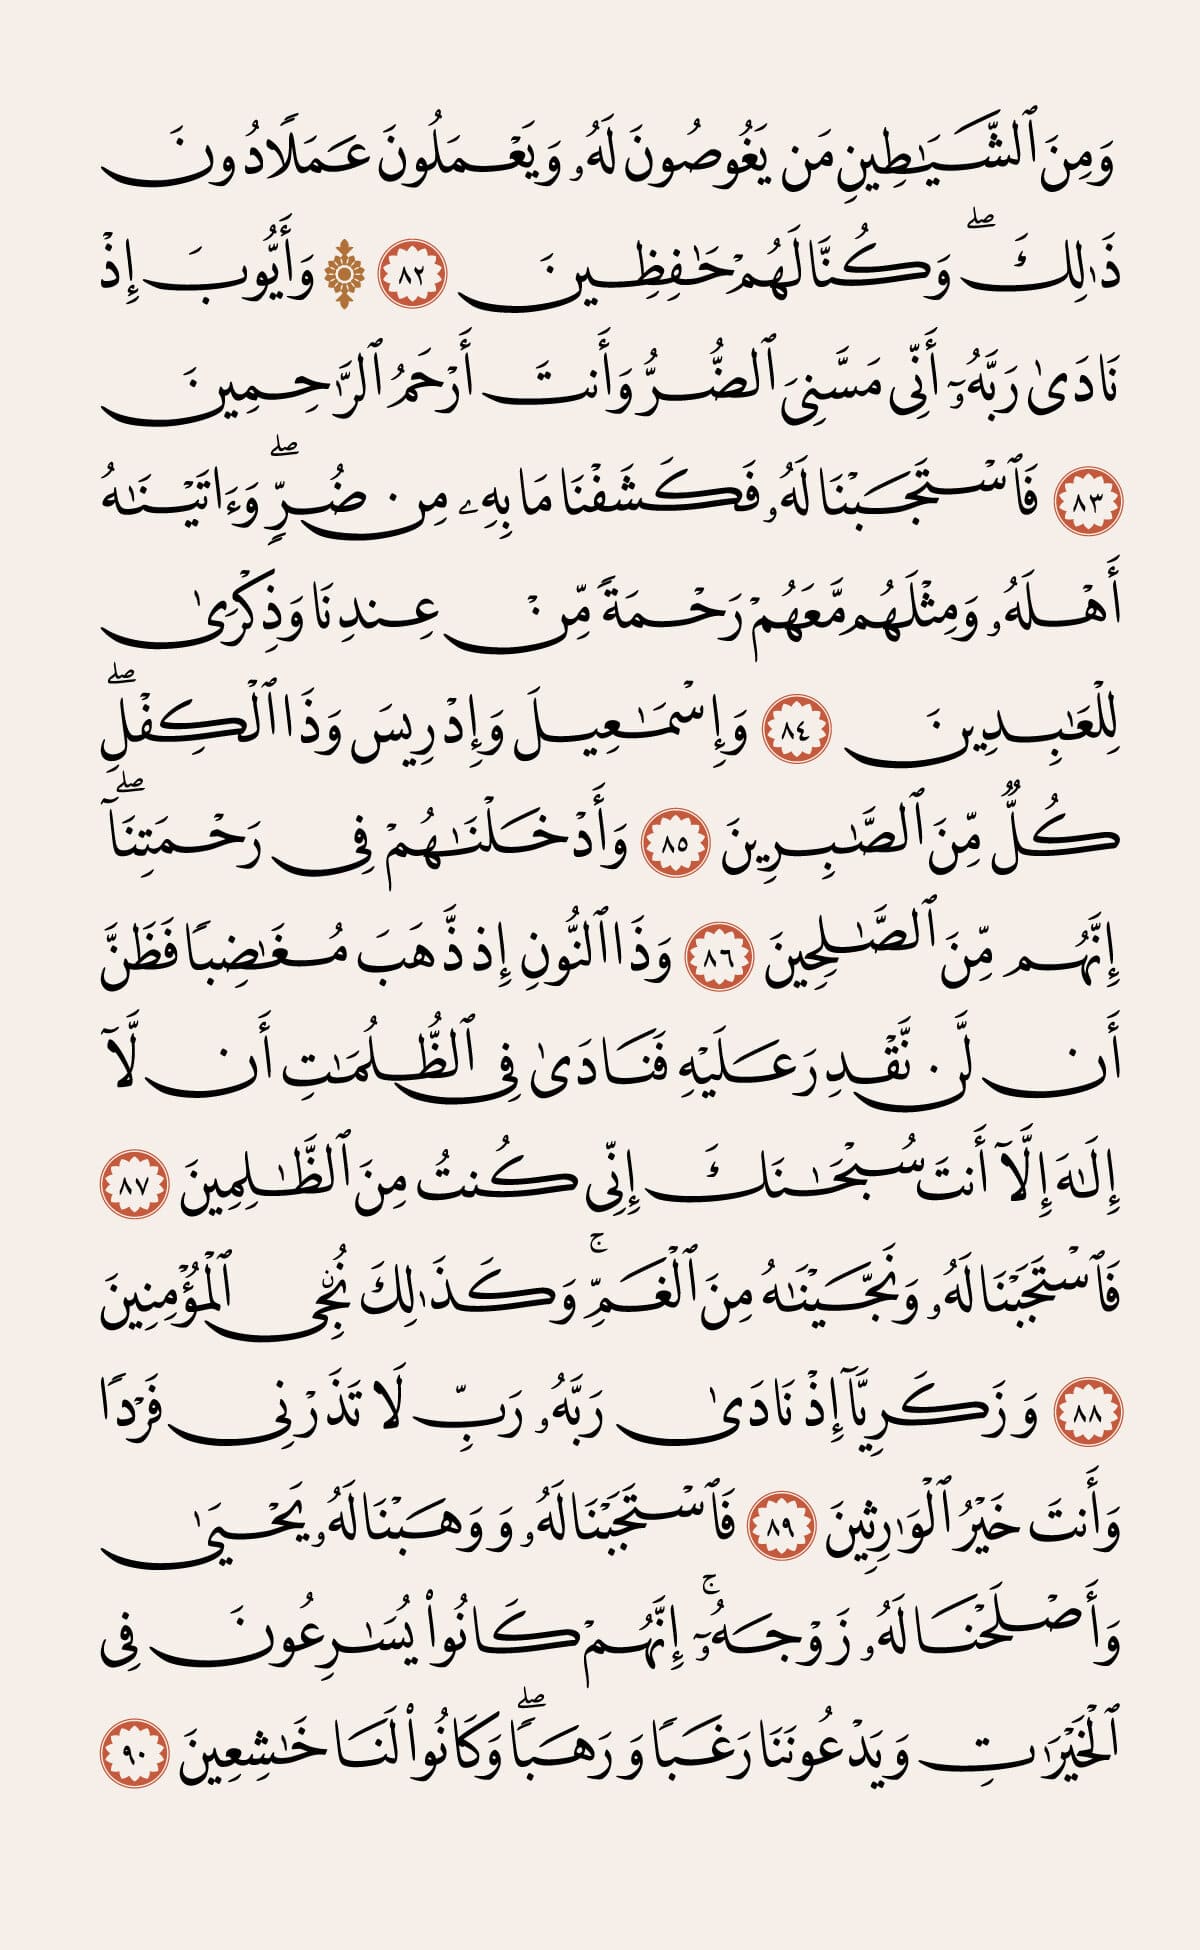 وَمِنَ ٱلشَّيَـٰطِينِ مَن يَغُوصُونَ لَهُۥ وَيَعْمَلُونَ عَمَلًا دُونَ
ذَٰلِكَ ۖ وَكُنَّا لَهُمْ حَـٰفِظِينَ ٨٢ ۞ وَأَيُّوبَ إِذْ
نَادَىٰ رَبَّهُۥٓ أَنِّى مَسَّنِىَ ٱلضُّرُّ وَأَنتَ أَرْحَمُ ٱلرَّٰحِمِينَ
٨٣ فَٱسْتَجَبْنَا لَهُۥ فَكَشَفْنَا مَا بِهِۦ مِن ضُرٍّ ۖ وَءَاتَيْنَـٰهُ
أَهْلَهُۥ وَمِثْلَهُم مَّعَهُمْ رَحْمَةً مِّنْ عِندِنَا وَذِكْرَىٰ
لِلْعَـٰبِدِينَ ٨٤ وَإِسْمَـٰعِيلَ وَإِدْرِيسَ وَذَا ٱلْكِفْلِ ۖ
كُلٌّ مِّنَ ٱلصَّـٰبِرِينَ ٨٥ وَأَدْخَلْنَـٰهُمْ فِى رَحْمَتِنَآ ۖ
إِنَّهُم مِّنَ ٱلصَّـٰلِحِينَ ٨٦ وَذَا ٱلنُّونِ إِذ ذَّهَبَ مُغَـٰضِبًا فَظَنَّ
أَن لَّن نَّقْدِرَ عَلَيْهِ فَنَادَىٰ فِى ٱلظُّلُمَـٰتِ أَن لَّآ
إِلَـٰهَ إِلَّآ أَنتَ سُبْحَـٰنَكَ إِنِّى كُنتُ مِنَ ٱلظَّـٰلِمِينَ ٨٧
فَٱسْتَجَبْنَا لَهُۥ وَنَجَّيْنَـٰهُ مِنَ ٱلْغَمِّ ۚ وَكَذَٰلِكَ نُـۨجِى ٱلْمُؤْمِنِينَ
٨٨ وَزَكَرِيَّآ إِذْ نَادَىٰ رَبَّهُۥ رَبِّ لَا تَذَرْنِى فَرْدًا
وَأَنتَ خَيْرُ ٱلْوَٰرِثِينَ ٨٩ فَٱسْتَجَبْنَا لَهُۥ وَوَهَبْنَا لَهُۥ يَحْيَىٰ
وَأَصْلَحْنَا لَهُۥ زَوْجَهُۥٓ ۚ إِنَّهُمْ كَانُوا۟ يُسَـٰرِعُونَ فِى
ٱلْخَيْرَٰتِ وَيَدْعُونَنَا رَغَبًا وَرَهَبًا ۖ وَكَانُوا۟ لَنَا خَـٰشِعِينَ ٩٠